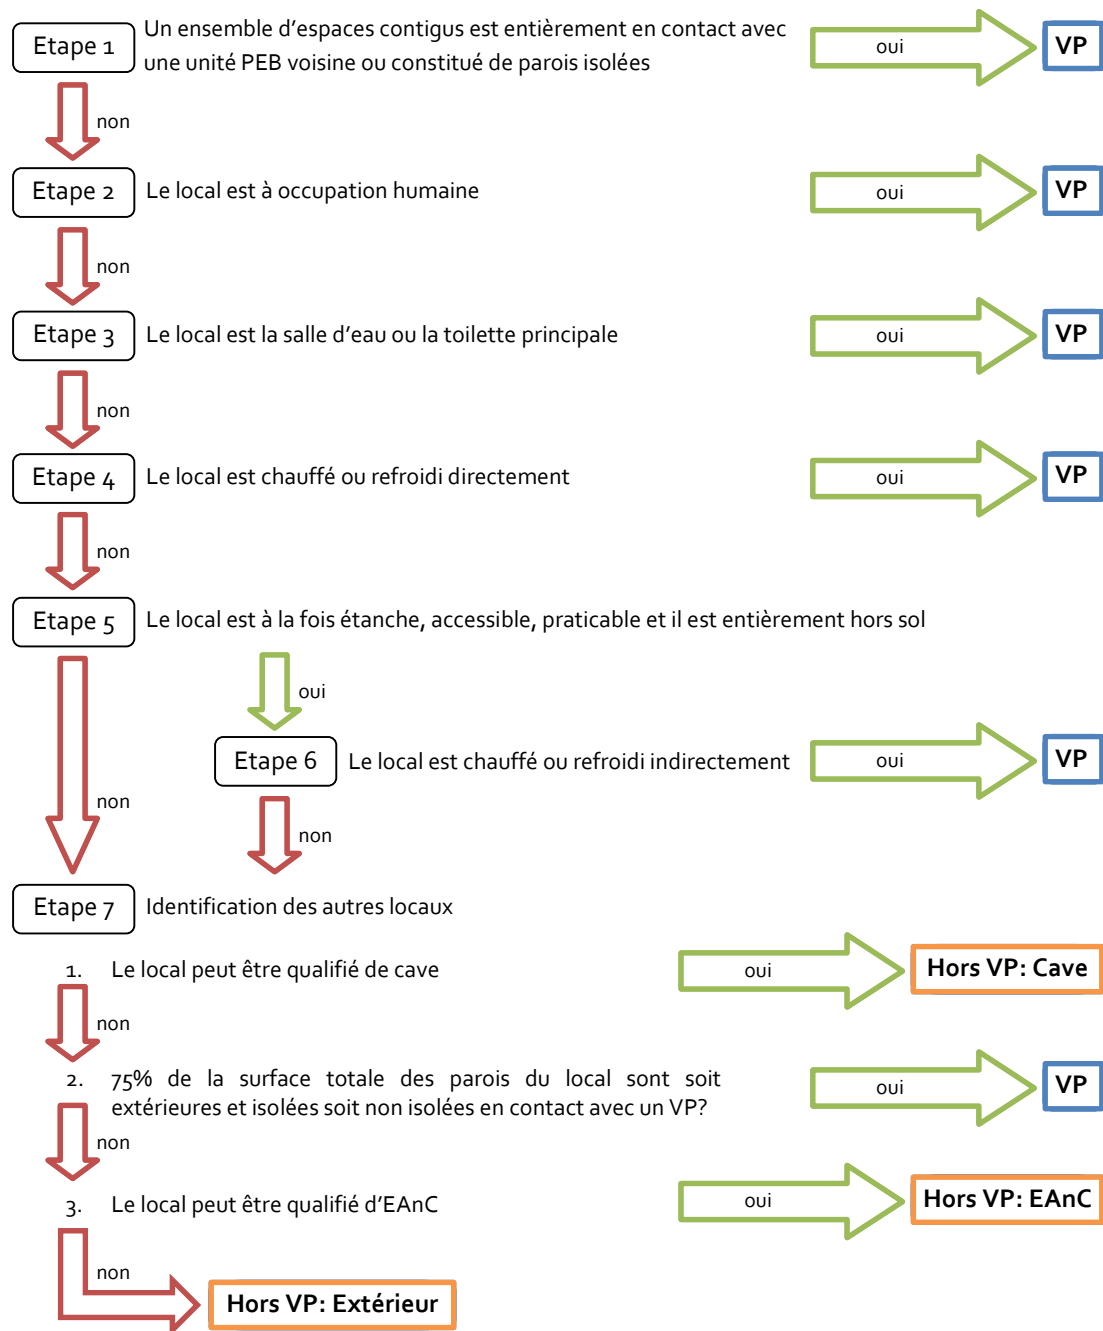 Etape 1
Un ensemble d’espaces contigus est entièrement en contact avec
une unité PEB voisine ou constitué de parois isolées
oui
VP
non
Etape 2
Le local est à occupation humaine
oui
VP
non
Etape 3
Le local est la salle d’eau ou la toilette principale
oui
VP
non
Etape 4
Le local est chauffé ou refroidi directement
oui
VP
non
Etape 5
Le local est à la fois étanche, accessible, praticable et il est entièrement hors sol
oui
Etape 6
Le local est chauffé ou refroidi indirectement
oui
VP
non
non
Etape 7
Identification des autres locaux
1. Le local peut être qualifié de cave
oui
Hors VP: Cave
non
2. 75% de la surface totale des parois du local sont soit
extérieures et isolées soit non isolées en contact avec un VP?
oui
VP
non
3. Le local peut être qualifié d’EAnC
oui
Hors VP: EAnC
non
Hors VP: Extérieur